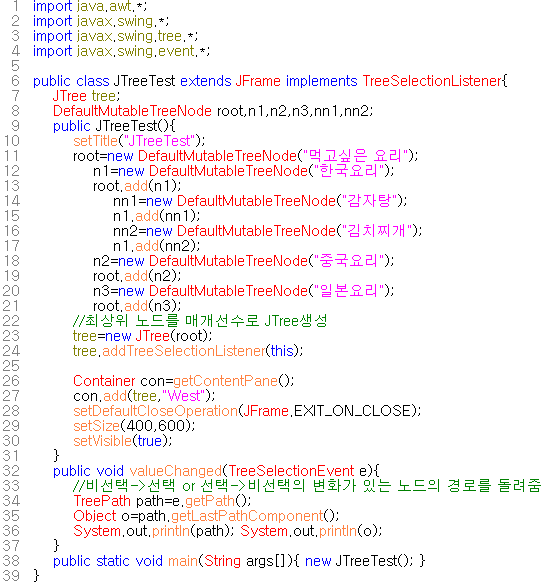 1 import java.awt.*;
2 import javax.swing.*;
3 import javax.swing.tree.*;
4 import javax.swing.event.*;
5
6 public class JTreeTest extends JFrame implements TreeSelectionListener{
7 JTree tree;
8 DefaultMutableTreeNode root,n1,n2,n3,nn1,nn2;
9 public JTreeTest(){
10 setTitle("JTreeTest");
11 root=new DefaultMutableTreeNode("먹고싶은 요리");
12 n1=new DefaultMutableTreeNode("한국요리");
13 root.add(n1);
14 nn1=new DefaultMutableTreeNode("감자탕");
15 n1.add(nn1);
16 nn2=new DefaultMutableTreeNode("김치찌개");
17 n1.add(nn2);
18 n2=new DefaultMutableTreeNode("중국요리");
19 root.add(n2);
20 n3=new DefaultMutableTreeNode("일본요리");
21 root.add(n3);
22 //최상위 노드를 매개선수로 JTree생성
23 tree=new JTree(root);
24 tree.addTreeSelectionListener(this);
25
26 Container con=getContentPane();
27 con.add(tree,"West");
28 setDefaultCloseOperation(JFrame.EXIT_ON_CLOSE);
29 setSize(400,600);
30 setVisible(true);
31 }
32 public void valueChanged(TreeSelectionEvent e){
33 //비선택->선택 or 선택->비선택의 변화가 있는 노드의 경로를 돌려줌
34 TreePath path=e.getPath();
35 Object o=path.getLastPathComponent();
36 System.out.println(path); System.out.println(o);
37 }
38 public static void main(String args[]){ new JTreeTest(); }
39 }